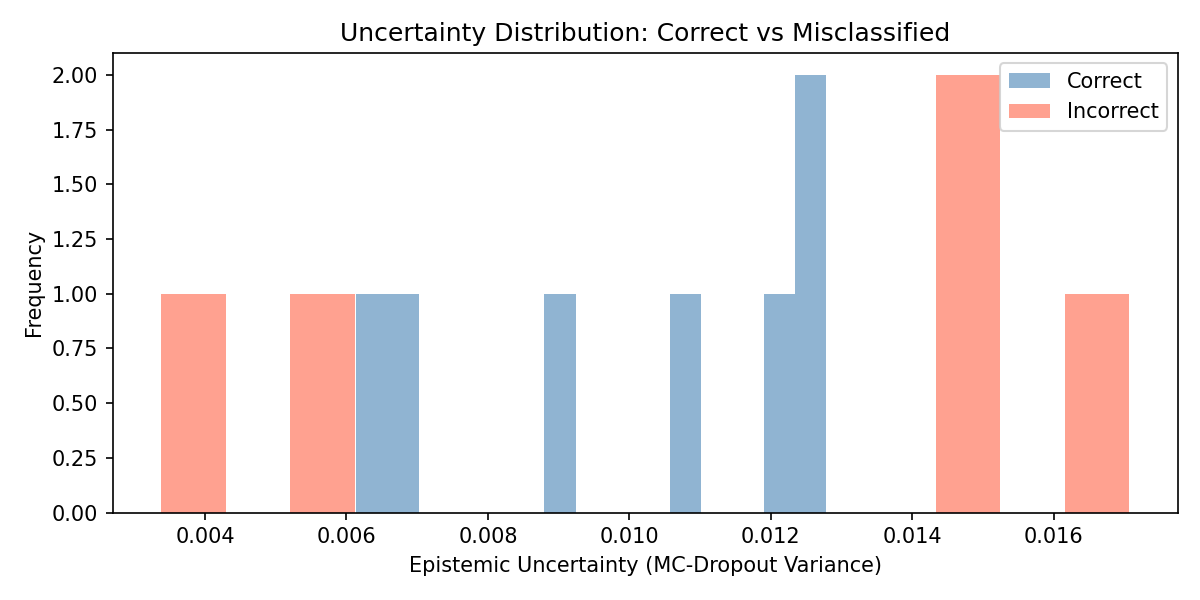 Uncertainty Distribution: Correct vs Misclassified
Correct
Incorrect
Frequency
2.00
1.75
1.50
1.25
1.00
0.75
0.50
0.25
0.00
0.004 0.006 0.008 0.010 0.012 0.014 0.016
Epistemic Uncertainty (MC-Dropout Variance)